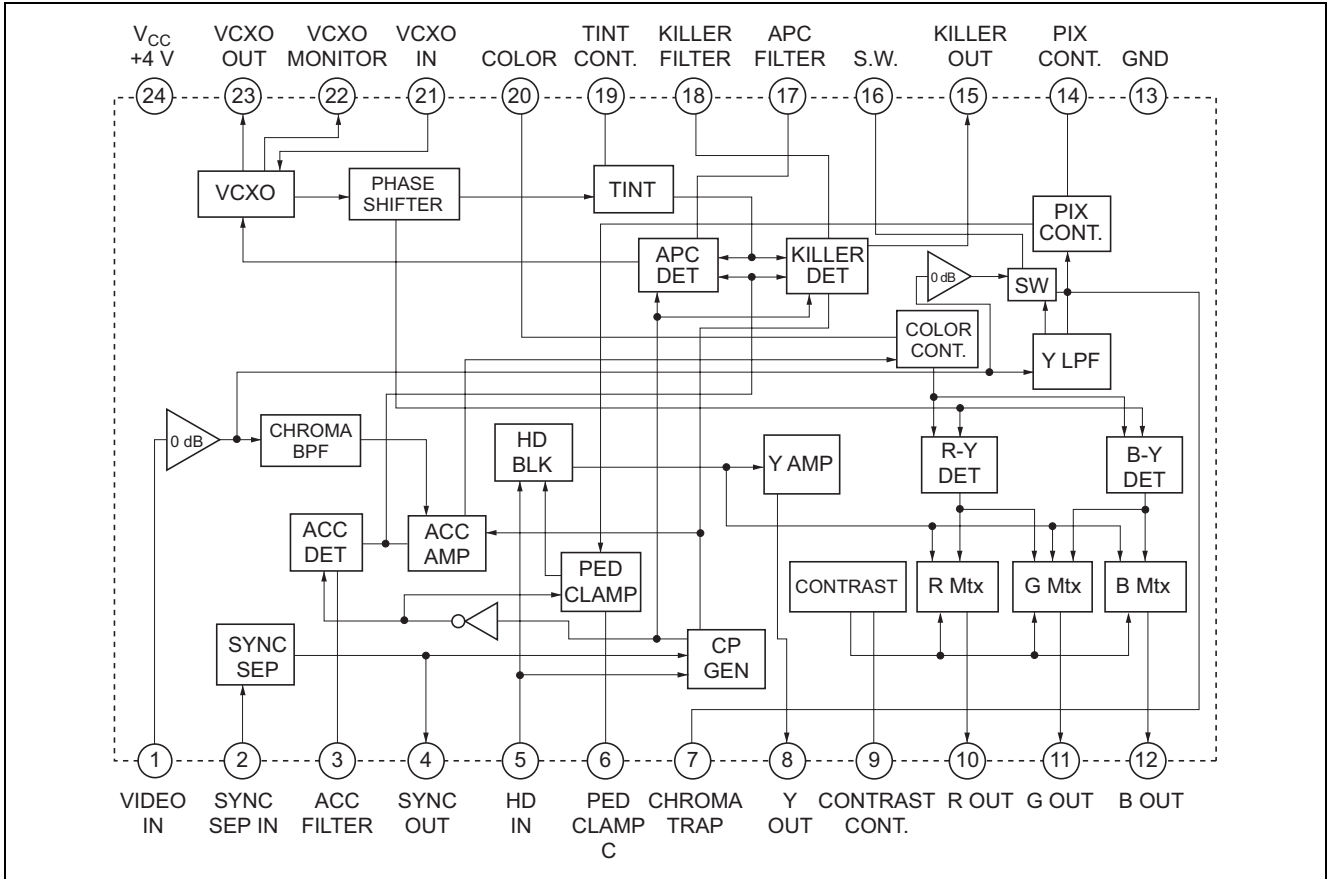 V_CC
+4 V
VCXO
OUT
VCXO
MONITOR
VCXO
IN
COLOR
TINT
CONT.
KILLER
FILTER
APC
FILTER
S.W.
KILLER
OUT
PIX
CONT.
GND
24
23
22
21
20
19
18
17
16
15
14
13
VCXO
PHASE
SHIFTER
TINT
PIX
CONT.
APC
DET
KILLER
DET
0 dB
SW
COLOR
CONT.
Y LPF
0 dB
CHROMA
BPF
HD
BLK
Y AMP
R-Y
DET
B-Y
DET
ACC
DET
ACC
AMP
PED
CLAMP
CONTRAST
R Mtx
G Mtx
B Mtx
SYNC
SEP
CP
GEN
1
2
3
4
5
6
7
8
9
10
11
12
VIDEO
IN
SYNC
SEP IN
ACC
FILTER
SYNC
OUT
HD
IN
PED
CLAMP
C
CHROMA
TRAP
Y
OUT
CONTRAST
CONT.
R OUT
G OUT
B OUT